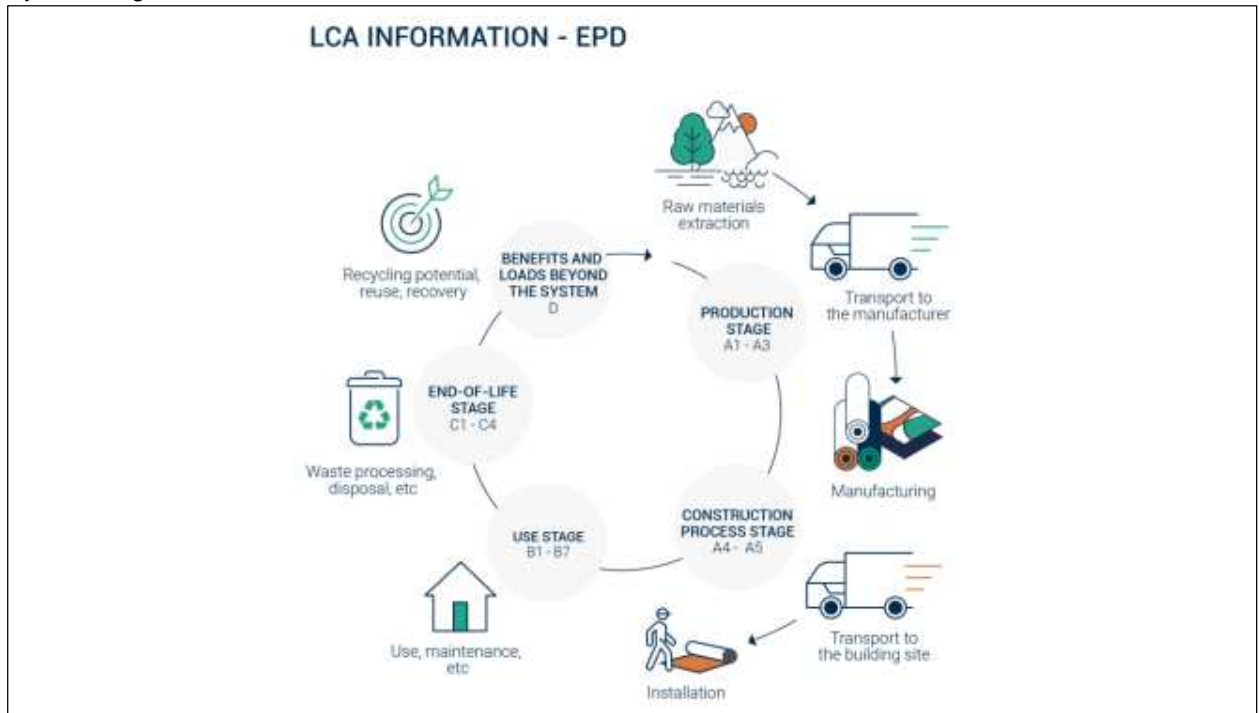 LCA INFORMATION - EPD
Raw materials
extraction
Transport to
the manufacturer
Manufacturing
Transport to
the building site
Installation
Use, maintenance,
etc
Waste processing,
disposal, etc
Recycling potential,
reuse, recovery
BENEFITS AND
LOADS BEYOND
THE SYSTEM
D
PRODUCTION
STAGE
A1 - A3
CONSTRUCTION
PROCESS STAGE
A4 - A5
USE STAGE
B1 - B7
END-OF-LIFE
STAGE
C1 - C4